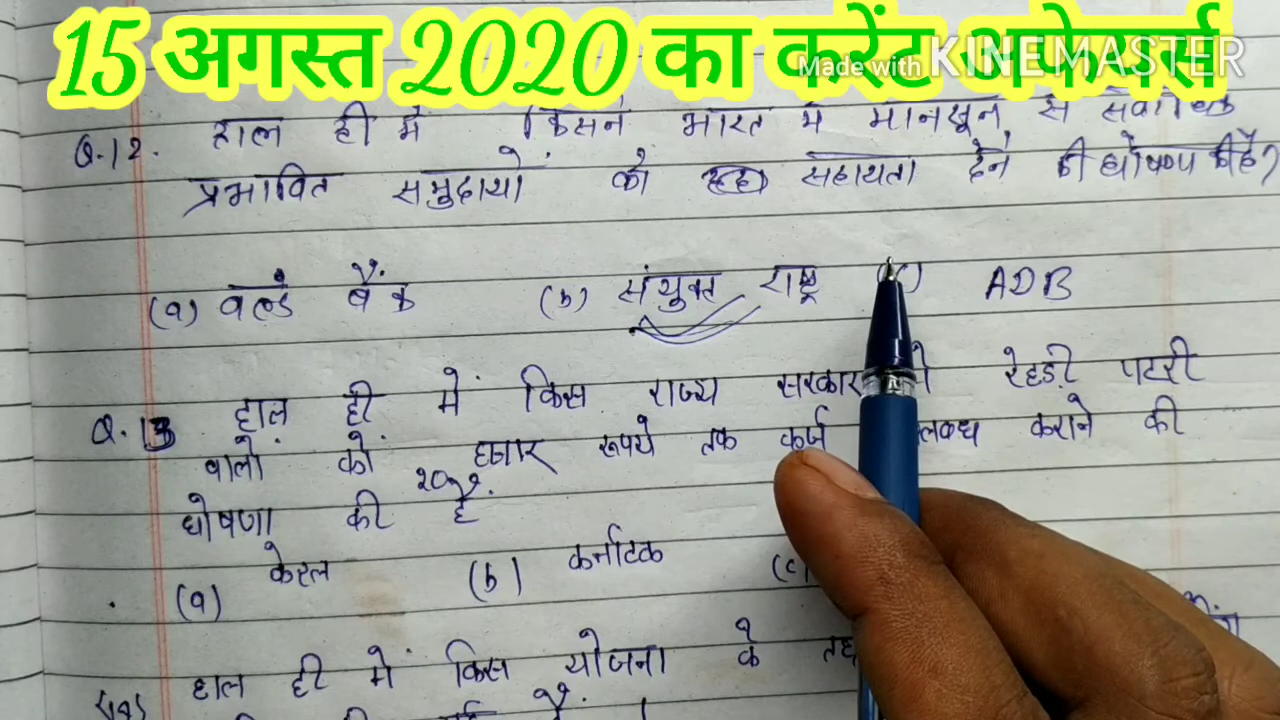 15 अगस्त 2020 का करेंट अफेयर्स
Made with KINEMASTER
Q.12. हाल ही में किसने भारत में मानसून से सर्वाधिक
प्रभावित समुदायों को सहायता देने की घोषणा की है?
(a) वर्ल्ड बैंक (b) संयुक्त राष्ट्र (c) ADB
Q.13 हाल ही में किस राज्य सरकार ने रेहड़ी पटरी
वालों को हजार रूपये तक कर्ज कराने की
घोषणा की है
(a) केरल (b) कर्नाटक (c)
हाल ही में किस योजना के तहत